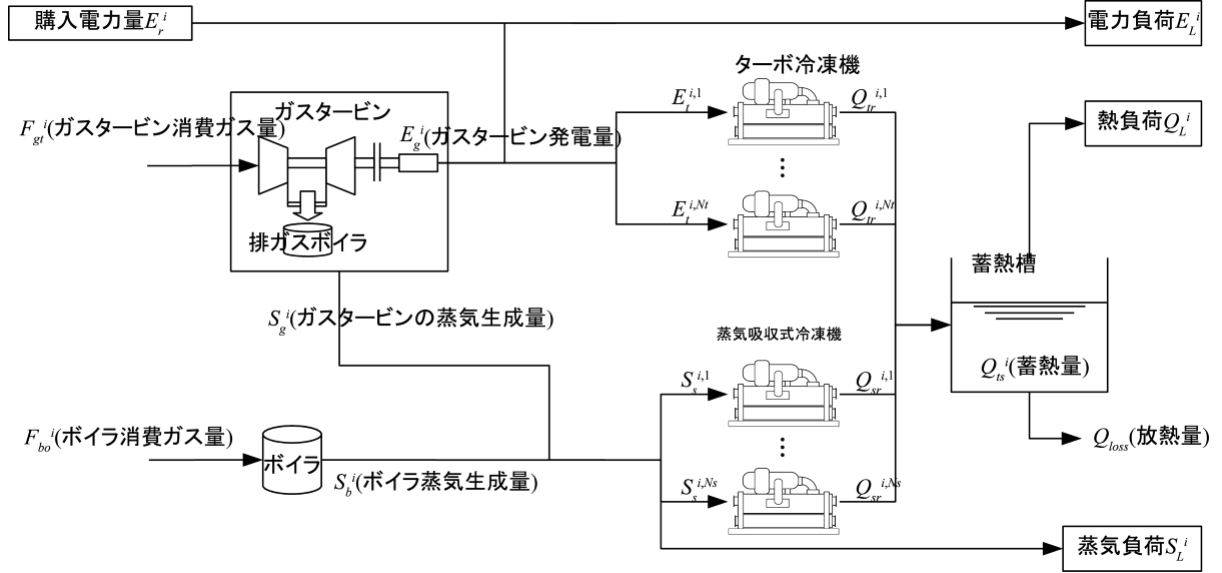 購入電力量E_r^i
電力負荷E_L^i
ターボ冷凍機
ガスタービン
F_gt^i(ガスタービン消費ガス量)
E_g^i(ガスタービン発電量)
E_t^{i,1}
Q_tr^{i,1}
熱負荷Q_L^i
⋮
E_t^{i,Nt}
Q_tr^{i,Nt}
排ガスボイラ
蓄熱槽
S_g^i(ガスタービンの蒸気生成量)
蒸気吸収式冷凍機
Q_ts^i(蓄熱量)
S_s^{i,1}
Q_sr^{i,1}
F_bo^i(ボイラ消費ガス量)
Q_loss(放熱量)
⋮
ボイラ
S_b^i(ボイラ蒸気生成量)
S_s^{i,Ns}
Q_sr^{i,Ns}
蒸気負荷S_L^i